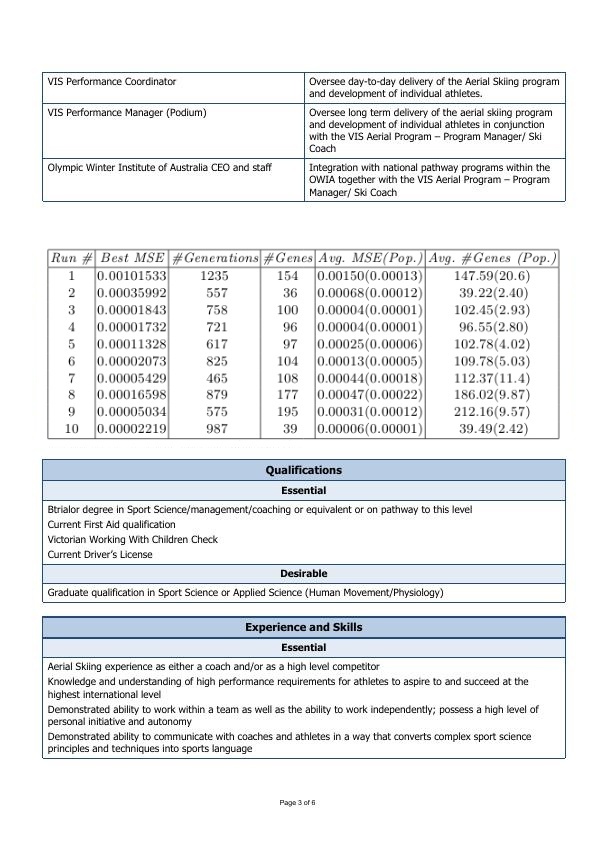 VIS Performance Coordinator
Oversee day-to-day delivery of the Aerial Skiing program
and development of individual athletes.
VIS Performance Manager (Podium)
Oversee long term delivery of the aerial skiing program
and development of individual athletes in conjunction
with the VIS Aerial Program – Program Manager/ Ski
Coach
Olympic Winter Institute of Australia CEO and staff
Integration with national pathway programs within the
OWIA together with the VIS Aerial Program – Program
Manager/ Ski Coach
Run # Best MSE #Generations #Genes Avg. MSE(Pop.) Avg. #Genes (Pop.)
1 0.00101533 1235 154 0.00150(0.00013) 147.59(20.6)
2 0.00035992 557 36 0.00068(0.00012) 39.22(2.40)
3 0.00001843 758 100 0.00004(0.00001) 102.45(2.93)
4 0.00001732 721 96 0.00004(0.00001) 96.55(2.80)
5 0.00011328 617 97 0.00025(0.00006) 102.78(4.02)
6 0.00002073 825 104 0.00013(0.00005) 109.78(5.03)
7 0.00005429 465 108 0.00044(0.00018) 112.37(11.4)
8 0.00016598 879 177 0.00047(0.00022) 186.02(9.87)
9 0.00005034 575 195 0.00031(0.00012) 212.16(9.57)
10 0.00002219 987 39 0.00006(0.00001) 39.49(2.42)
Qualifications
Essential
Btrialor degree in Sport Science/management/coaching or equivalent or on pathway to this level
Current First Aid qualification
Victorian Working With Children Check
Current Driver's License
Desirable
Graduate qualification in Sport Science or Applied Science (Human Movement/Physiology)
Experience and Skills
Essential
Aerial Skiing experience as either a coach and/or as a high level competitor
Knowledge and understanding of high performance requirements for athletes to aspire to and succeed at the
highest international level
Demonstrated ability to work within a team as well as the ability to work independently; possess a high level of
personal initiative and autonomy
Demonstrated ability to communicate with coaches and athletes in a way that converts complex sport science
principles and techniques into sports language
Page 3 of 6